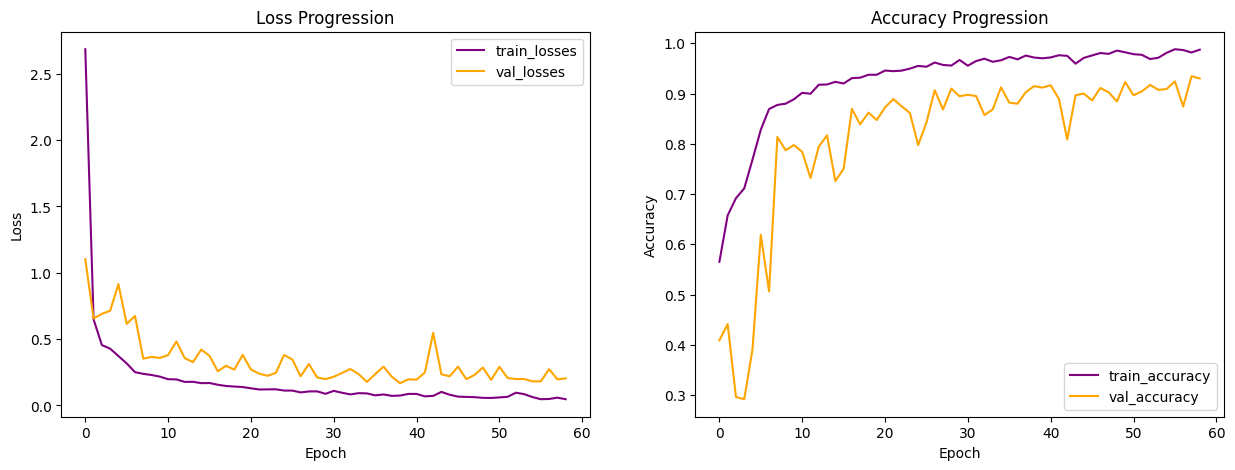 Loss Progression
train_losses
val_losses
2.5
2.0
1.5
1.0
0.5
0.0
Loss
0
10
20
30
40
50
60
Epoch
Accuracy Progression
1.0
0.9
0.8
0.7
0.6
0.5
0.4
0.3
Accuracy
train_accuracy
val_accuracy
0
10
20
30
40
50
60
Epoch